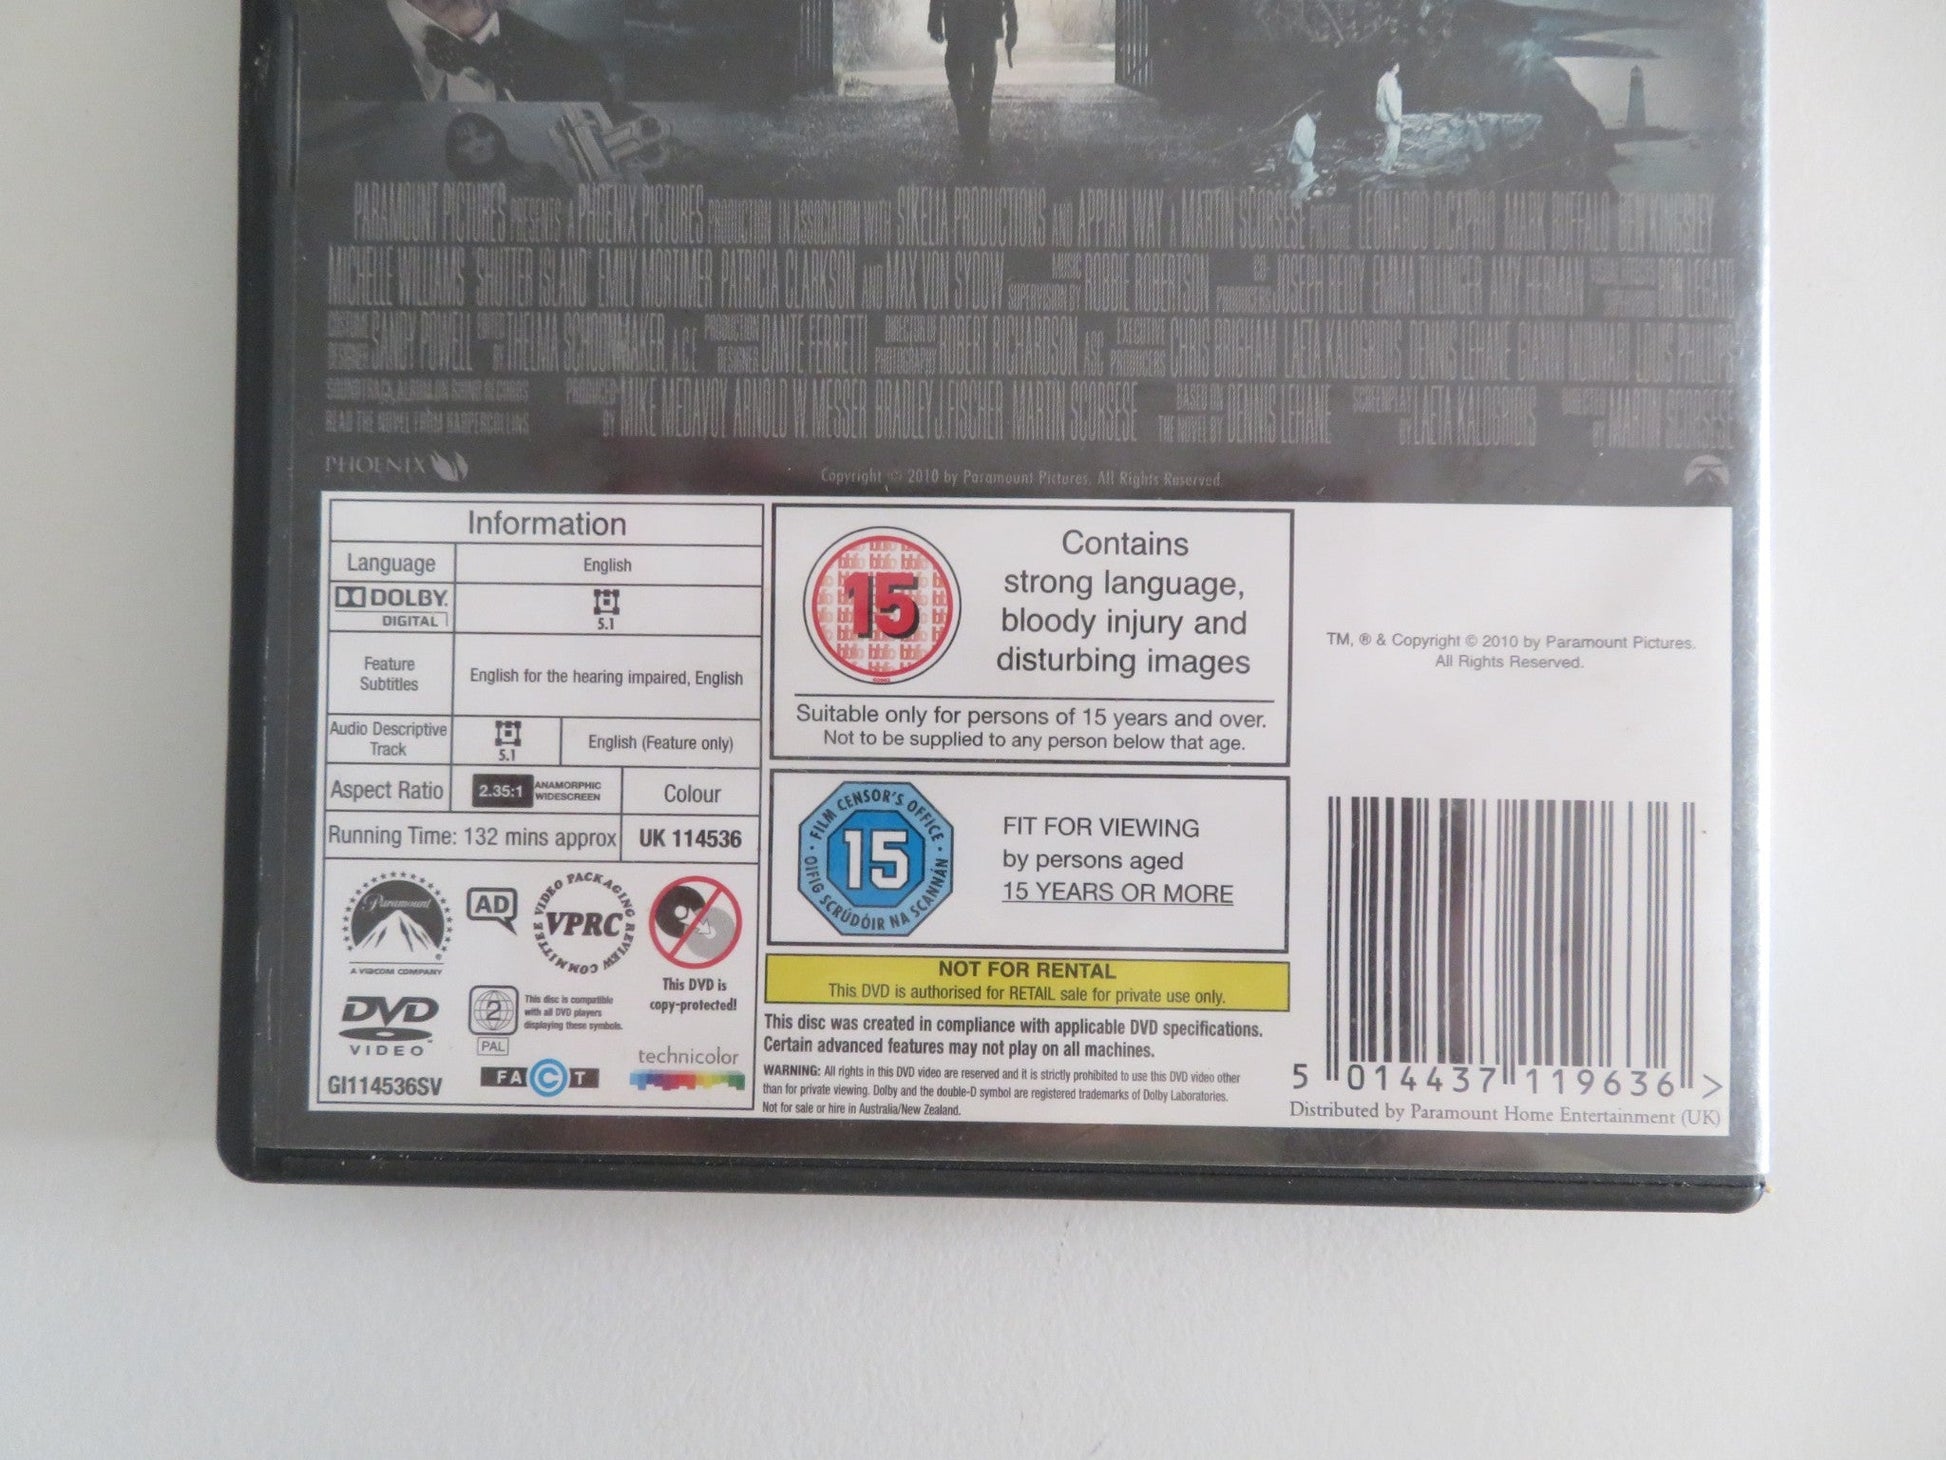 PARAMOUNT PICTURES PRESENTS A PHOENIX PICTURES PRODUCTION IN ASSOCIATION WITH SIKELIA PRODUCTIONS AND APPIAN WAY A MARTIN SCORSESE PICTURE LEONARDO DICAPRIO MARK RUFFALO BEN KINGSLEY
MICHELLE WILLIAMS "SHUTTER ISLAND" EMILY MORTIMER PATRICIA CLARKSON AND MAX VON SYDOW MUSIC SUPERVISION BY ROBBIE ROBERTSON CO-PRODUCERS JOSEPH REIDY EMMA TILLINGER AMY HERMAN ROB LEGATO
COSTUME DESIGNER SANDY POWELL EDITED BY THELMA SCHOONMAKER, A.C.E. PRODUCTION DESIGNER DANTE FERRETTI DIRECTOR OF PHOTOGRAPHY ROBERT RICHARDSON, ASC EXECUTIVE PRODUCERS CHRIS BRIGHAM LAETA KALOGRIDIS DENNIS LEHANE GIANNI NUNNARI LOUIS PHILLIPS
SOUNDTRACK ALBUM ON RHINO RECORDS
READ THE NOVEL FROM HARPERCOLLINS
PRODUCED BY MIKE MEDAVOY ARNOLD W. MESSER BRADLEY J. FISCHER MARTIN SCORSESE BASED ON THE NOVEL BY DENNIS LEHANE SCREENPLAY BY LAETA KALOGRIDIS DIRECTED BY MARTIN SCORSESE
PHOENIX
Copyright © 2010 by Paramount Pictures. All Rights Reserved
Information
Language English
DOLBY DIGITAL 5.1
Feature Subtitles English for the hearing impaired, English
Audio Descriptive Track 5.1 English (Feature only)
Aspect Ratio 2.35:1 ANAMORPHIC WIDESCREEN Colour
Running Time: 132 mins approx UK 114536
Paramount
A VIACOM COMPANY
AD
VIDEO PACKAGING REVIEW COMMITTEE
VPRC
This DVD is
copy-protected!
DVD
VIDEO
2
PAL
This disc is compatible
with all DVD players
displaying these symbols.
GI114536SV
FACT
technicolor
15
Contains
strong language,
bloody injury and
disturbing images
Suitable only for persons of 15 years and over.
Not to be supplied to any person below that age.
FILM CENSOR'S OFFICE
15
OIFIG SCRÚDÓIR NA SCANNÁN
FIT FOR VIEWING
by persons aged
15 YEARS OR MORE
NOT FOR RENTAL
This DVD is authorised for RETAIL sale for private use only.
This disc was created in compliance with applicable DVD specifications.
Certain advanced features may not play on all machines.
WARNING: All rights in this DVD video are reserved and it is strictly prohibited to use this DVD video other
than for private viewing. Dolby and the double-D symbol are registered trademarks of Dolby Laboratories.
Not for sale or hire in Australia/New Zealand.
TM, ® & Copyright © 2010 by Paramount Pictures.
All Rights Reserved.
5 014437 119636 >
Distributed by Paramount Home Entertainment (UK)